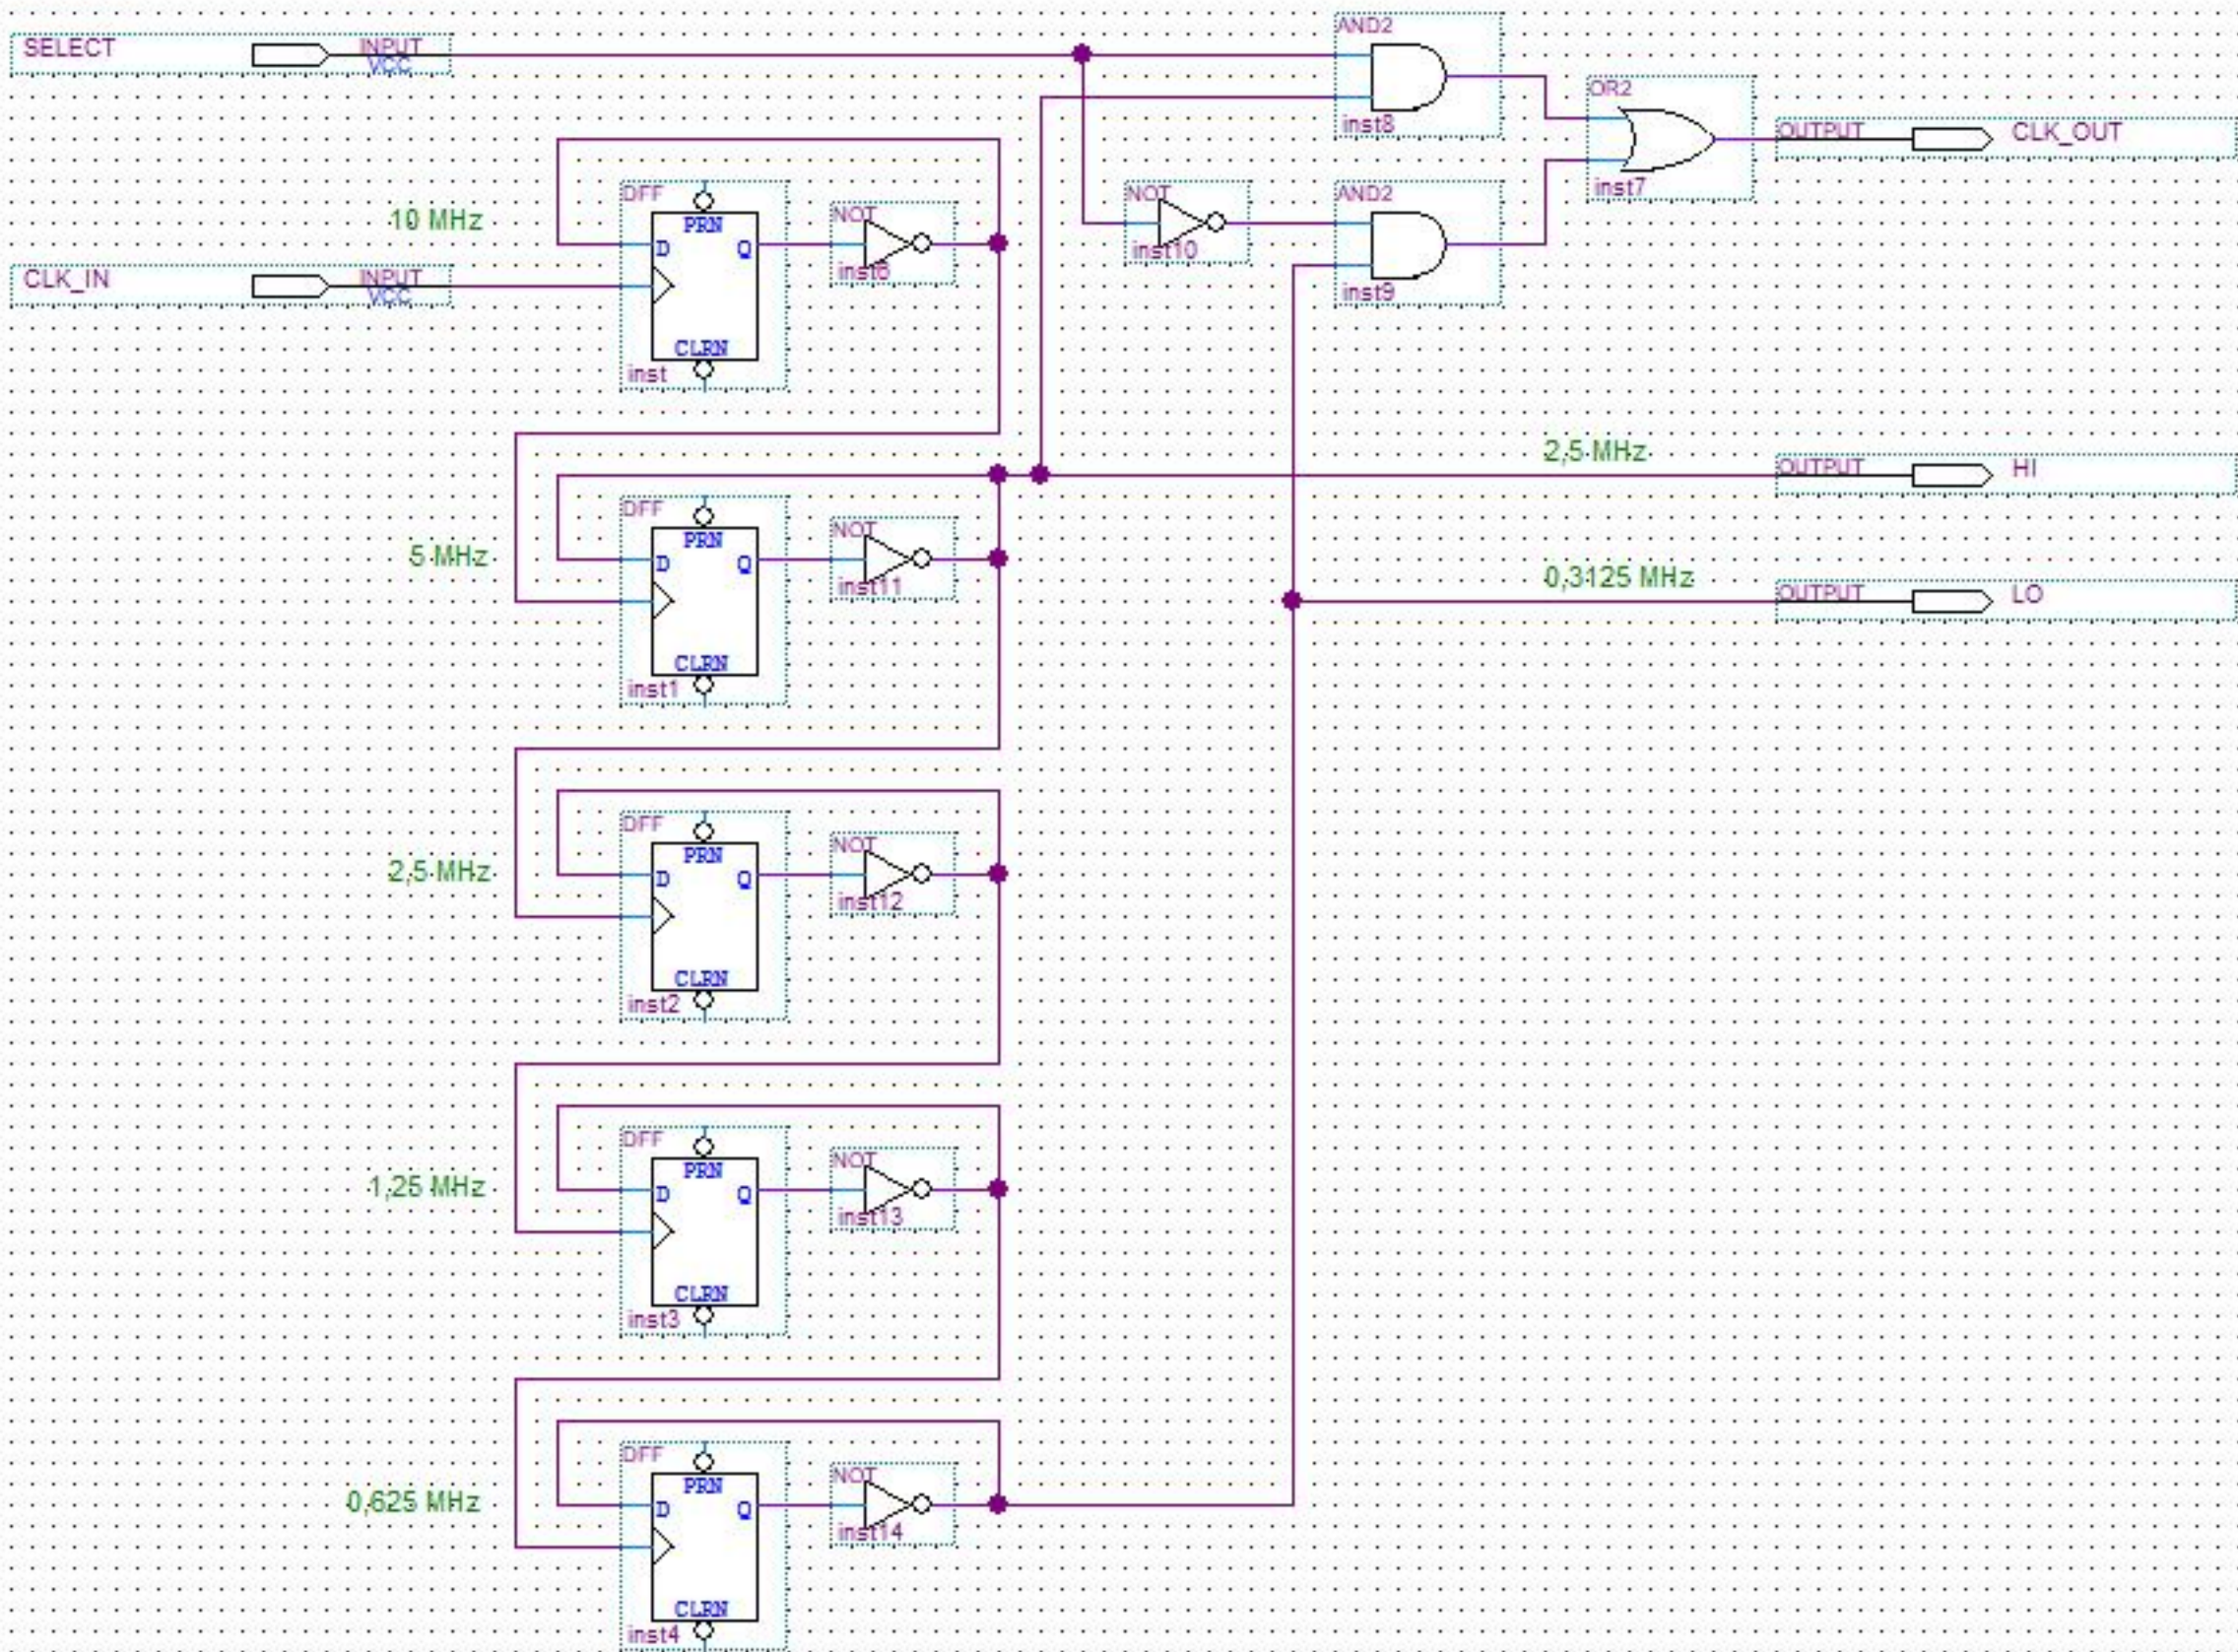 SELECT
INPUT
VCC
AND2
inst8
OR2
inst7
OUTPUT
CLK_OUT
10 MHz
CLK_IN
INPUT
VCC
DFF
PRN
D
Q
CLRN
inst
NOT
inst6
NOT
inst10
AND2
inst9
2,5 MHz
OUTPUT
HI
5 MHz
DFF
PRN
D
Q
CLRN
inst1
NOT
inst11
0,3125 MHz
OUTPUT
LO
2,5 MHz
DFF
PRN
D
Q
CLRN
inst2
NOT
inst12
1,25 MHz
DFF
PRN
D
Q
CLRN
inst3
NOT
inst13
0,625 MHz
DFF
PRN
D
Q
CLRN
inst4
NOT
inst14